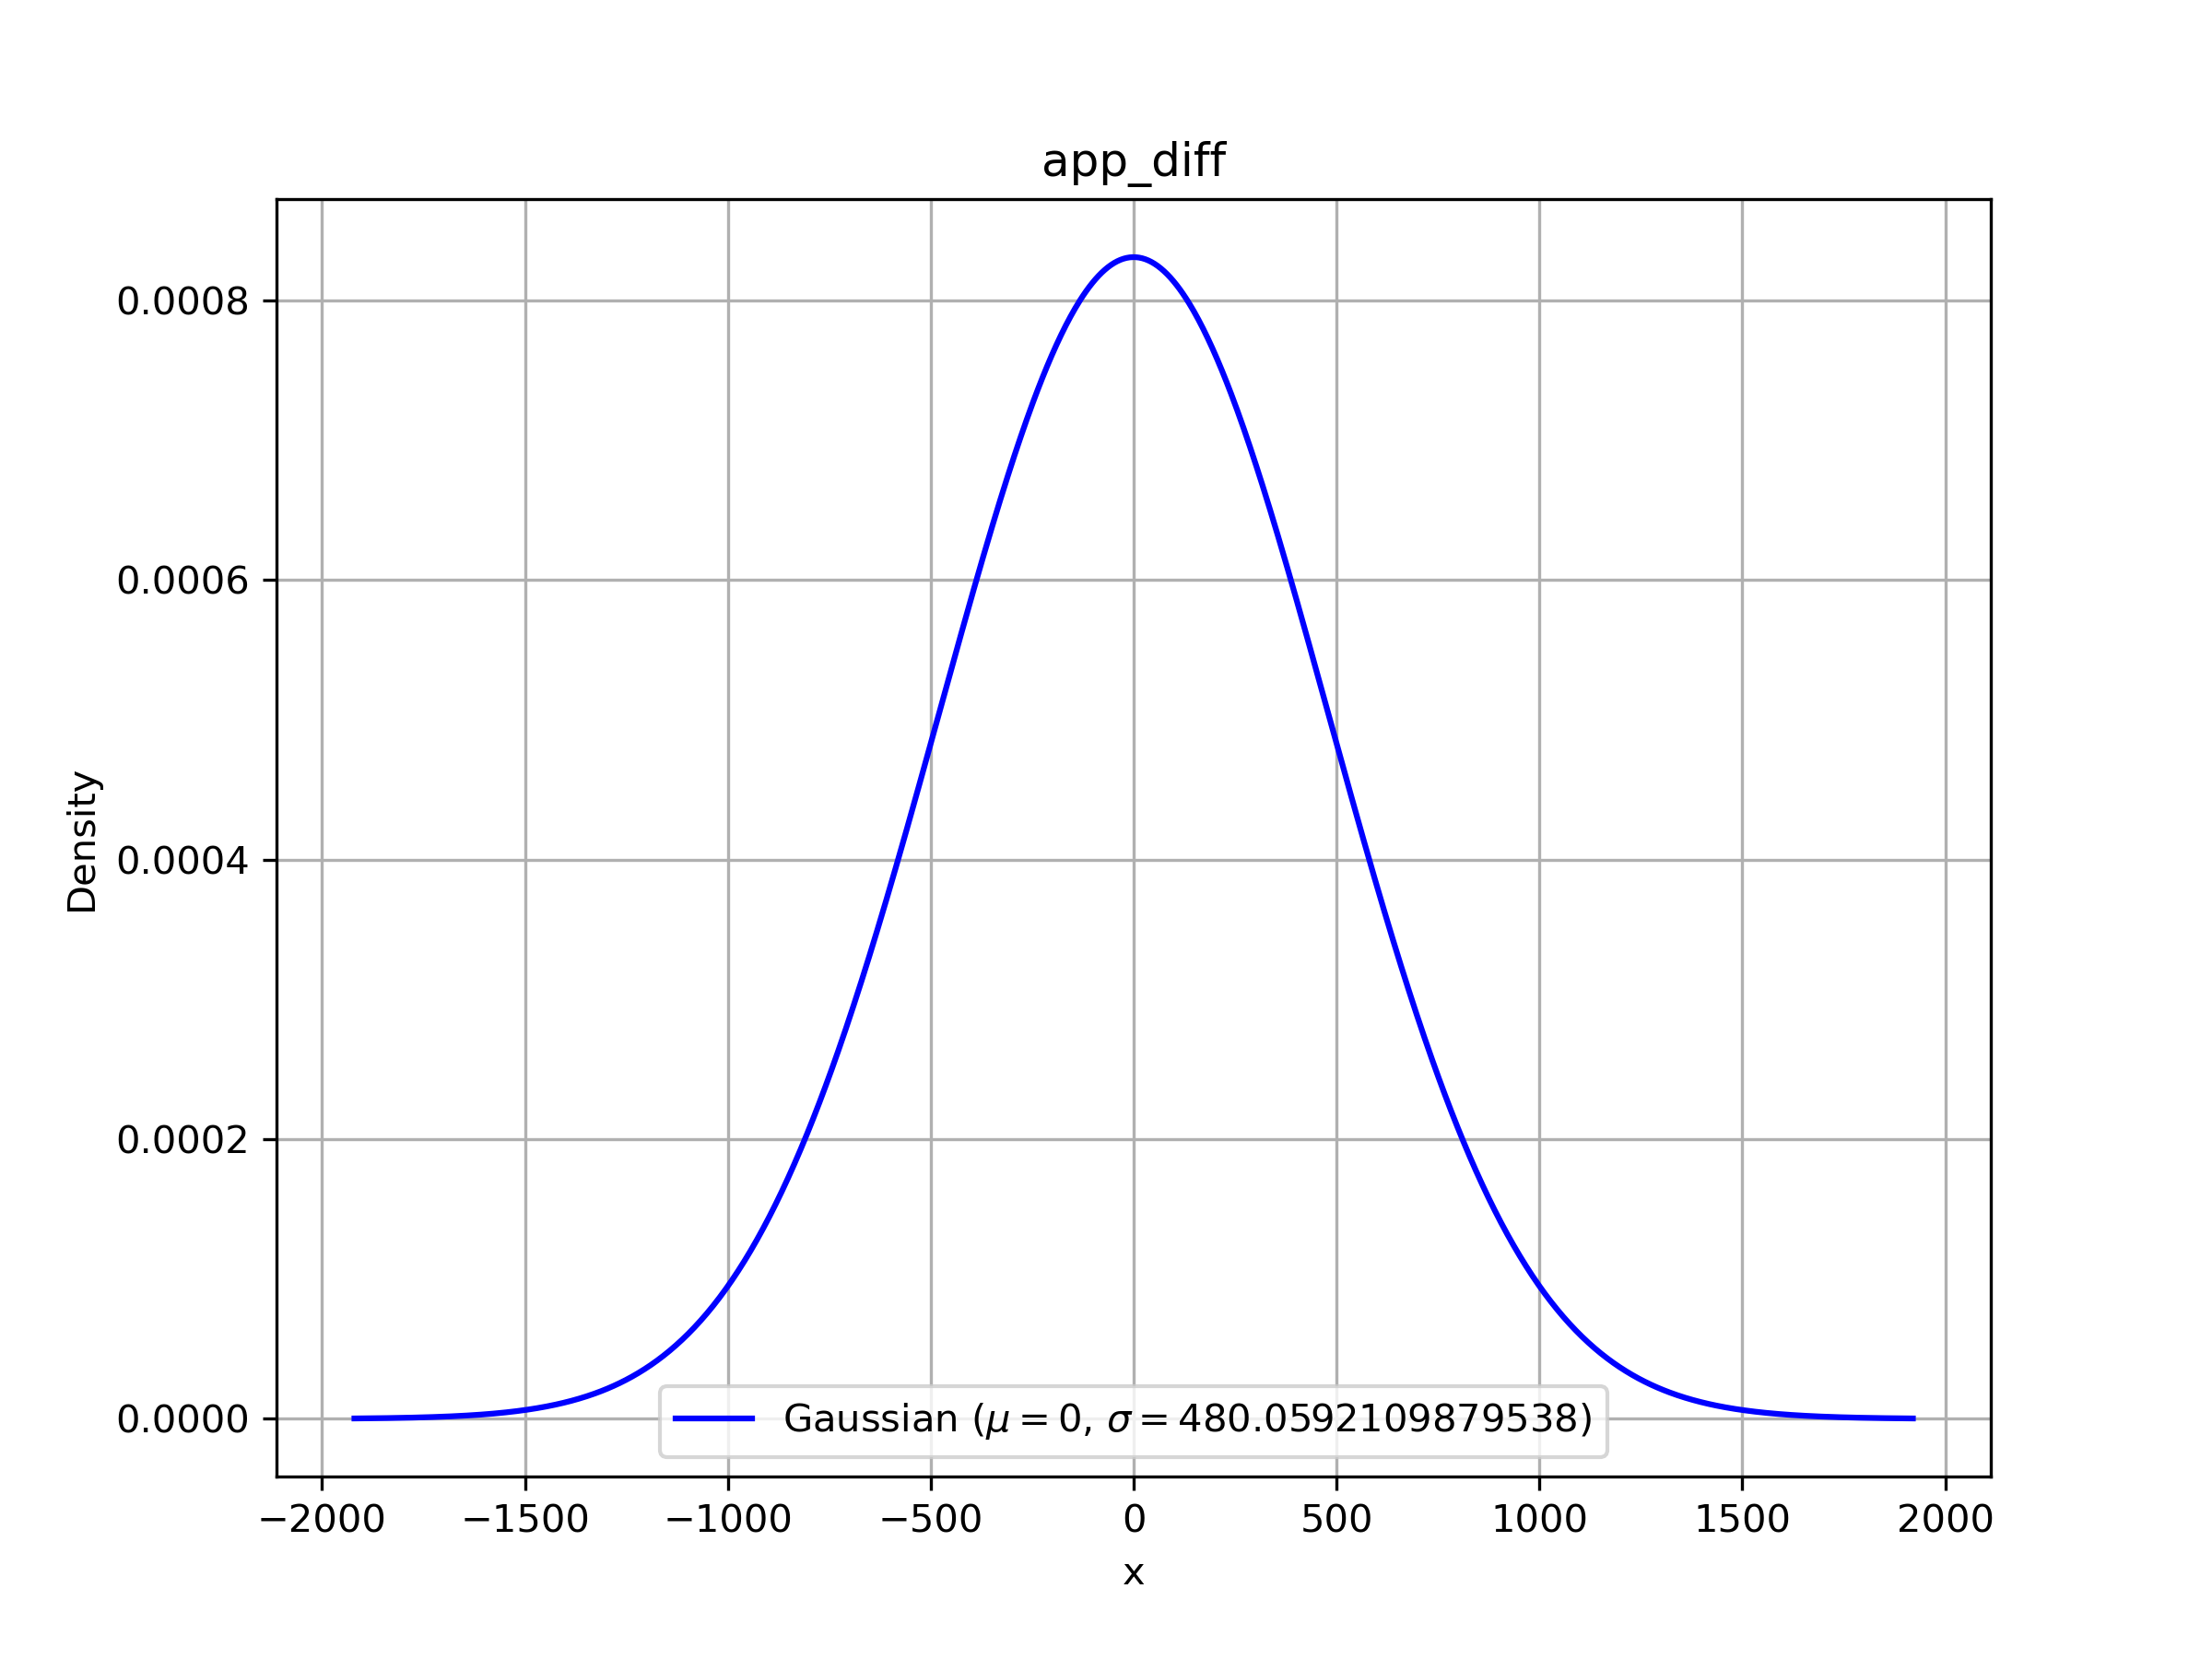 app_diff
Density
0.0008
0.0006
0.0004
0.0002
0.0000
Gaussian (μ = 0, σ = 480.0592109879538)
−2000 −1500 −1000 −500 0 500 1000 1500 2000
x